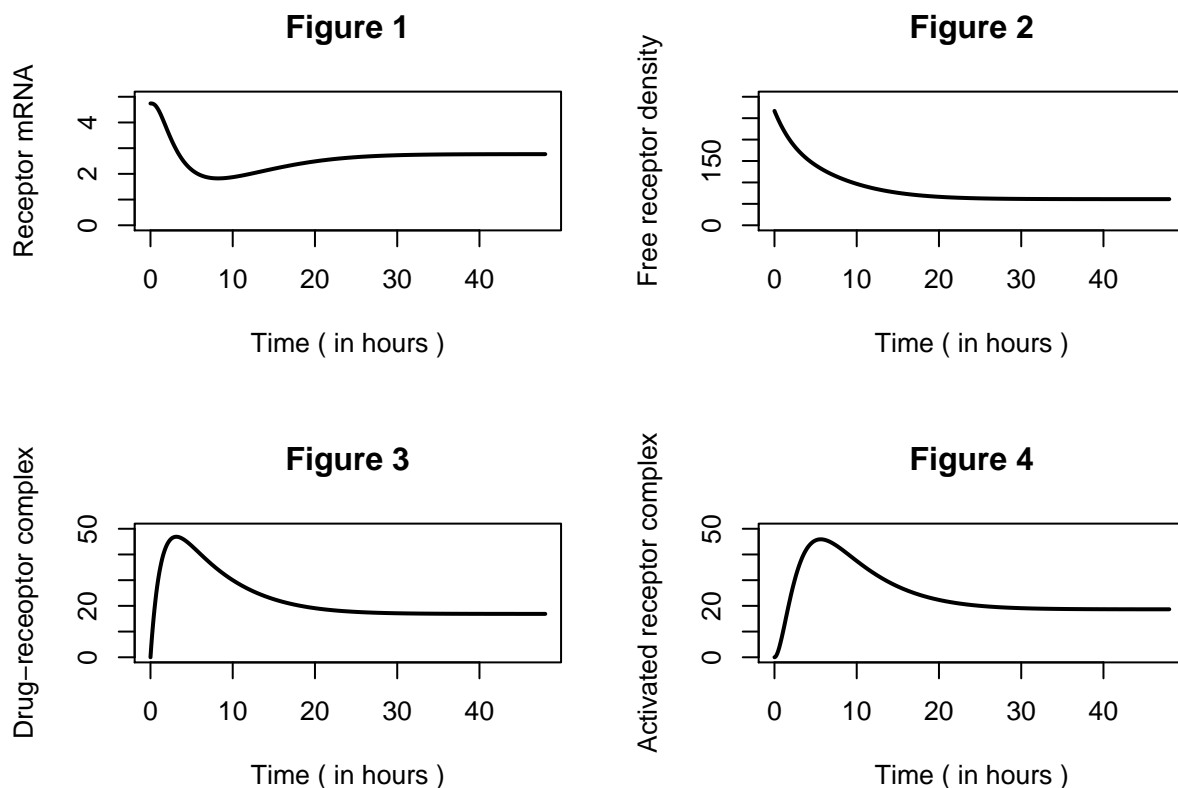 Figure 1
Receptor mRNA
4
2
0
0 10 20 30 40
Time ( in hours )
Figure 2
Free receptor density
150
0
0 10 20 30 40
Time ( in hours )
Figure 3
Drug−receoptor complex
50
20
0
0 10 20 30 40
Time ( in hours )
Figure 4
Activated receptor complex
50
20
0
0 10 20 30 40
Time ( in hours )